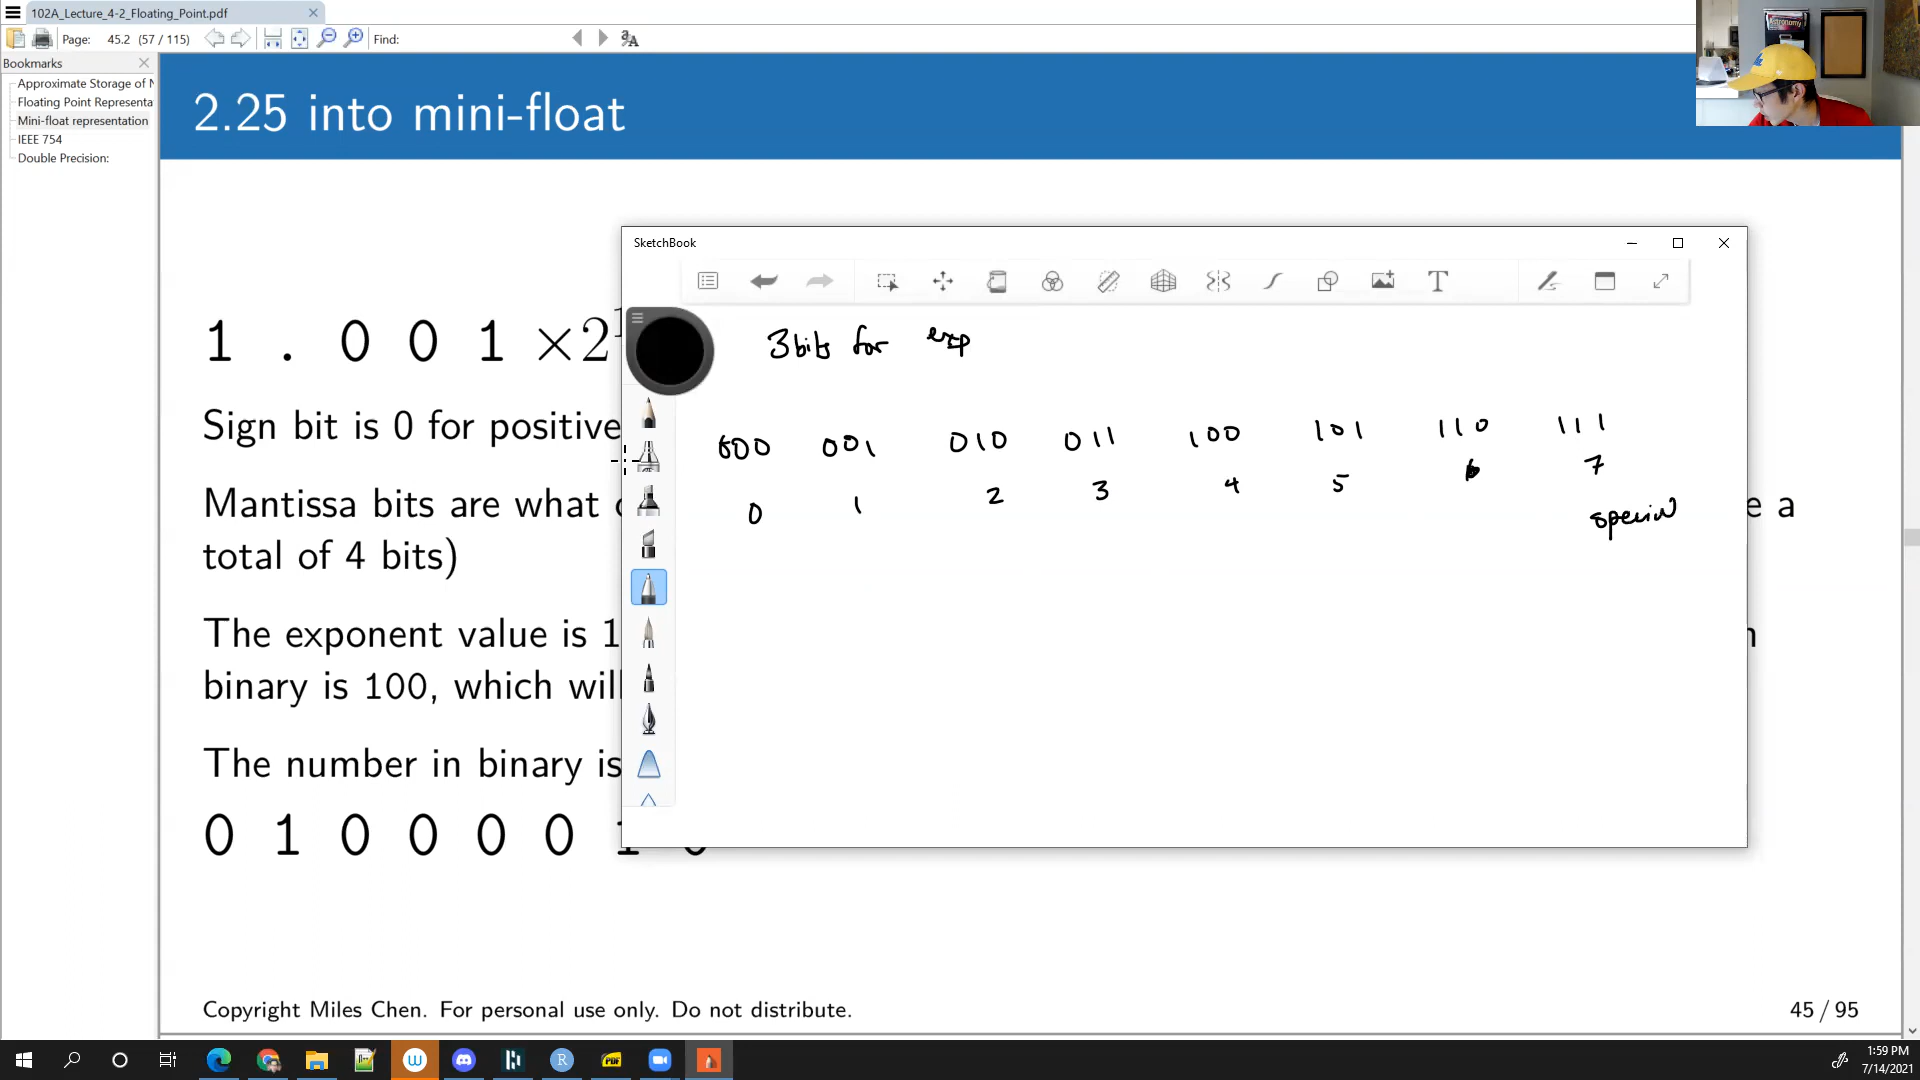 102A_Lecture_4-2_Floating_Point.pdf
Page: 45.2 (57 / 115) Find:
Bookmarks
Approximate Storage of N
Floating Point Representa
Mini-float representation
IEEE 754
Double Precision:
2.25 into mini-float
SketchBook
3 bits for exp
1 . 0 0 1 ×2
Sign bit is 0 for positive
000 001 010 011 100 101 110 111
0 1 2 3 4 5 6 7
special
Mantissa bits are what e a
total of 4 bits)
The exponent value is 1
binary is 100, which will
The number in binary is
0 1 0 0 0 0 1 0
Copyright Miles Chen. For personal use only. Do not distribute.
45 / 95
1:59 PM
7/14/2021